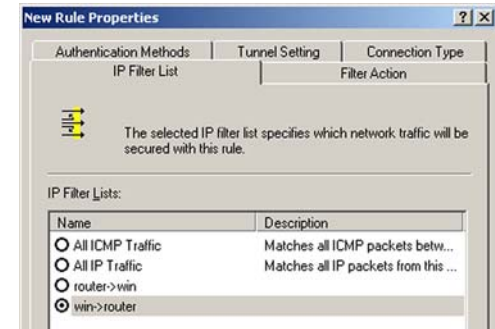 New Rule Properties
Authentication Methods Tunnel Setting Connection Type
IP Filter List Filter Action
The selected IP filter list specifies which network traffic will be
secured with this rule.
IP Filter Lists:
Name Description
All ICMP Traffic Matches all ICMP packets betw...
All IP Traffic Matches all IP packets from this ...
router->win
win->router